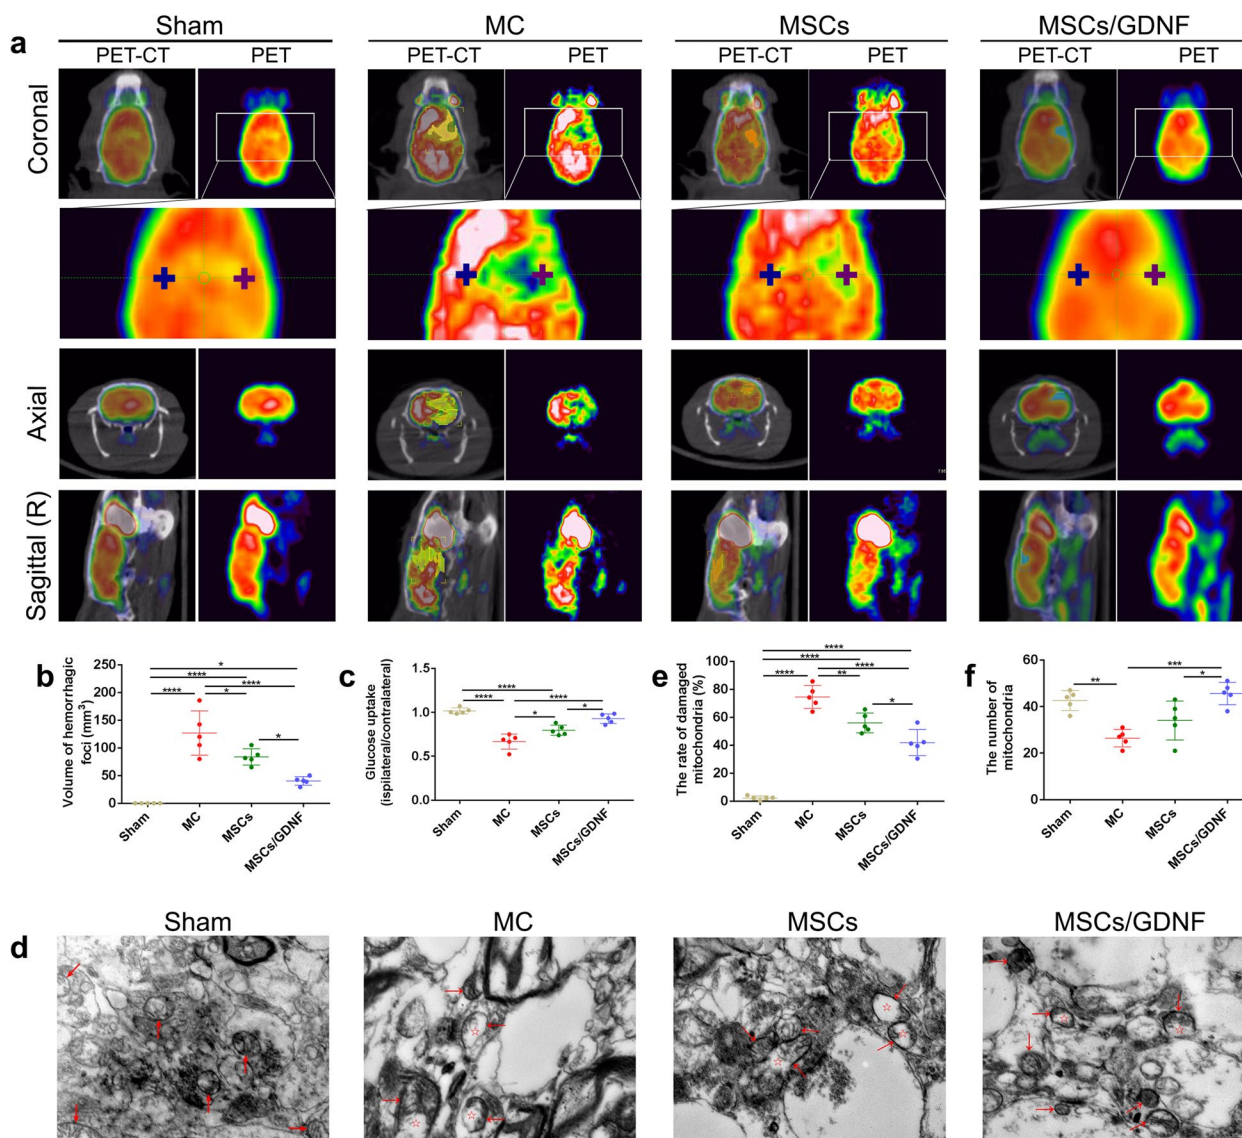 Sham MC MSCs MSCs/GDNF
a PET-CT PET PET-CT PET PET-CT PET PET-CT PET
Coronal
Axial
Sagittal (R)
b
Volume of hemorrhagic
foci (mm3)
250
200
150
100
50
0
* **** **** **** * *
Sham MC MSCs MSCs/GDNF
c
Glucose uptake
(ispilateral/contralateral)
1.5
1.0
0.5
0.0
**** **** **** * *
Sham MC MSCs MSCs/GDNF
e
The rate of damaged
mitochondria (%)
100
80
60
40
20
0
**** **** **** **** ** *
Sham MC MSCs MSCs/GDNF
f
The number of
mitochondria
60
40
20
0
*** ** *
Sham MC MSCs MSCs/GDNF
d
Sham MC MSCs MSCs/GDNF